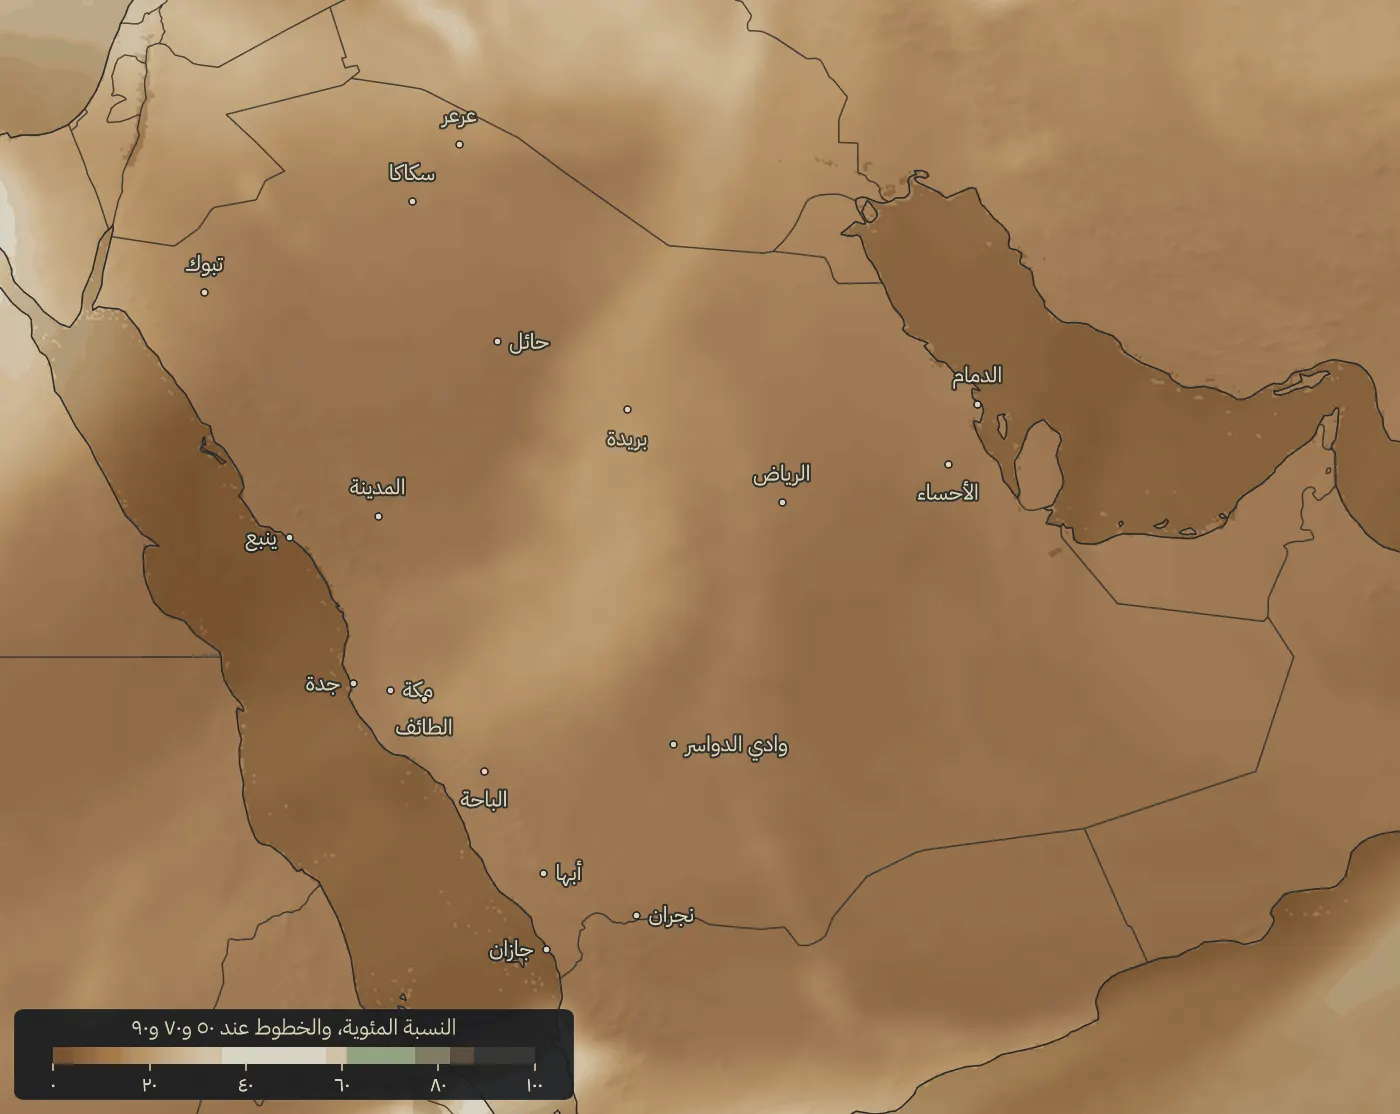 عرعر
سكاكا
تبوك
حائل
الدمام
بريدة
الرياض
الأحساء
المدينة
ينبع
جدة
مكة
الطائف
وادي الدواسر
الباحة
أبها
نجران
جازان
النسبة المئوية، والخطوط عند ٥٠ و٧٠ و٩٠
٠ ٢٠ ٤٠ ٦٠ ٨٠ ١٠٠